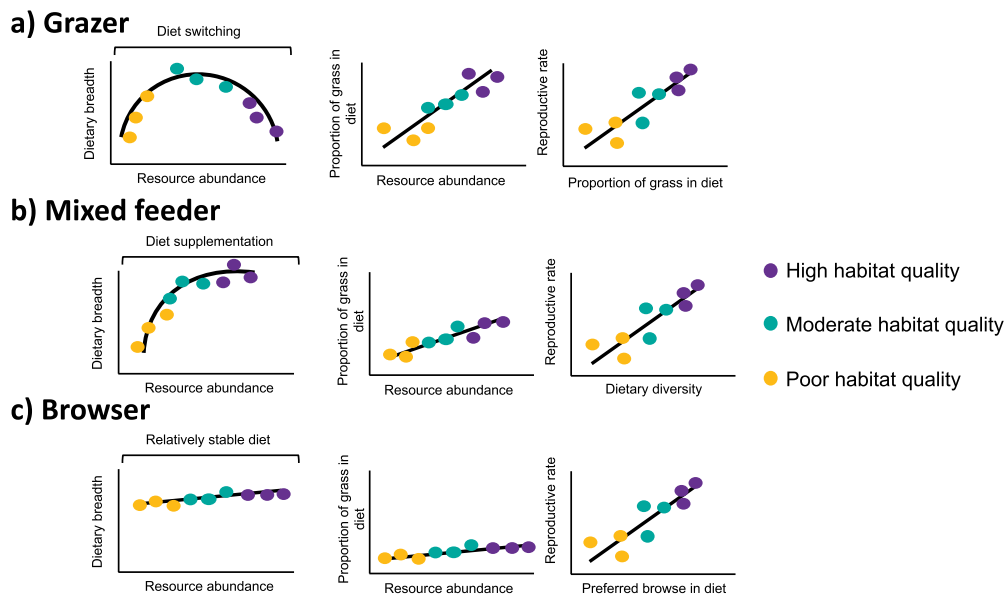 a) Grazer
Diet switching
Dietary breadth
Resource abundance
Proportion of grass in
diet
Resource abundance
Reproductive rate
Proportion of grass in diet
b) Mixed feeder
Diet supplementation
Dietary breadth
Resource abundance
Proportion of grass in
diet
Resource abundance
Reproductive rate
Dietary diversity
High habitat quality
Moderate habitat quality
Poor habitat quality
c) Browser
Relatively stable diet
Dietary breadth
Resource abundance
Proportion of grass in
diet
Resource abundance
Reproductive rate
Preferred browse in diet